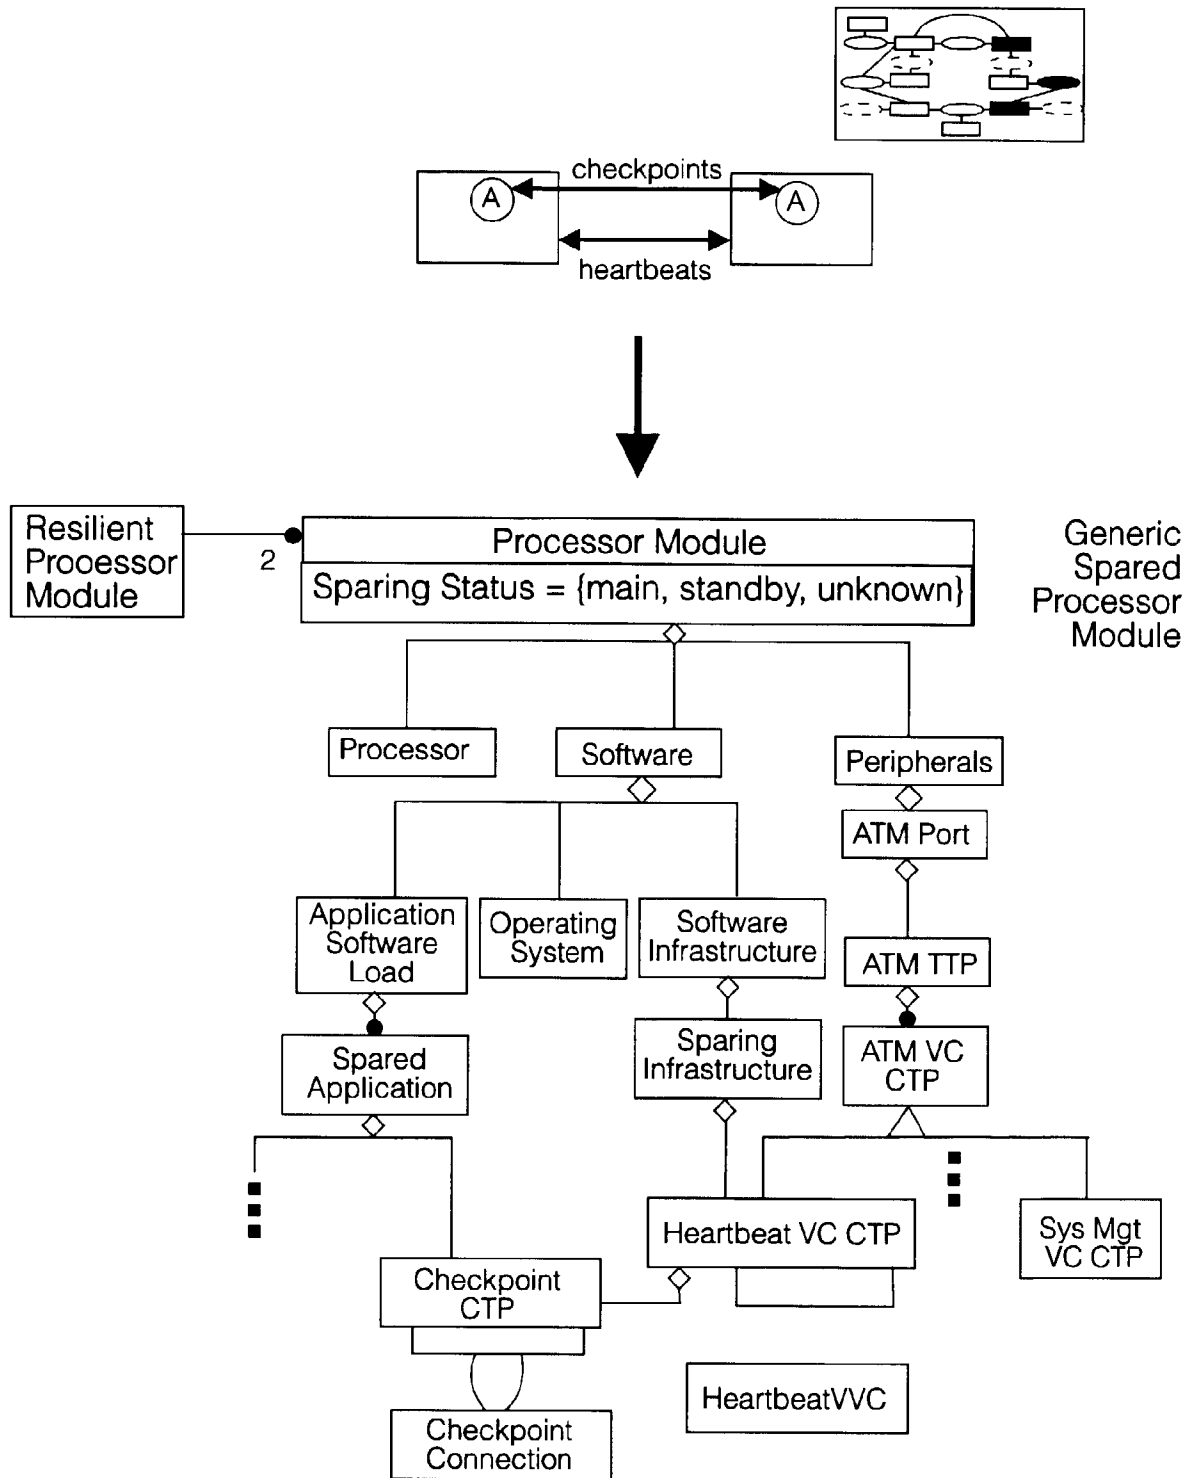 checkpoints
A
A
heartbeats
Resilient
Processor
Module
2
Processor Module
Sparing Status = {main, standby, unknown}
Generic
Spared
Processor
Module
Processor
Software
Peripherals
ATM Port
Application
Software
Load
Operating
System
Software
Infrastructure
ATM TTP
Spared
Application
Sparing
Infrastructure
ATM VC
CTP
Heartbeat VC CTP
Sys Mgt
VC CTP
Checkpoint
CTP
HeartbeatVVC
Checkpoint
Connection